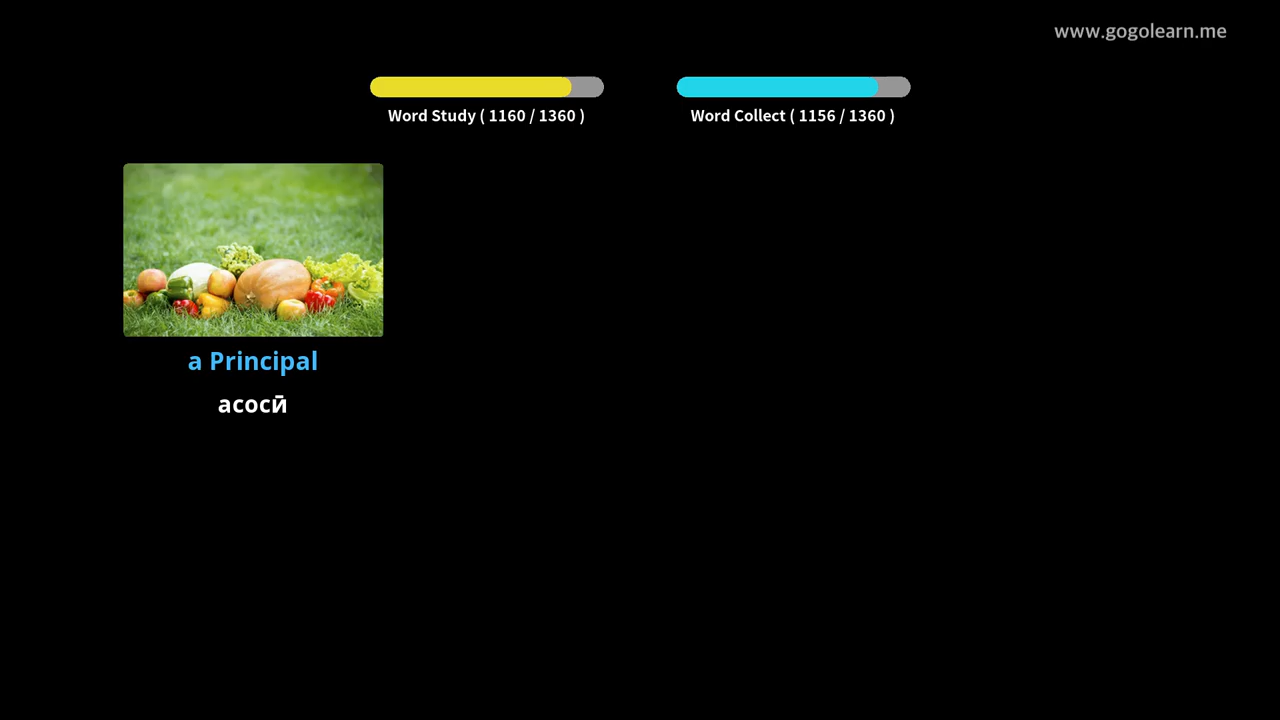 www.gogolearn.me
Word Study ( 1160 / 1360 )
Word Collect ( 1156 / 1360 )
a Principal
асосӣ